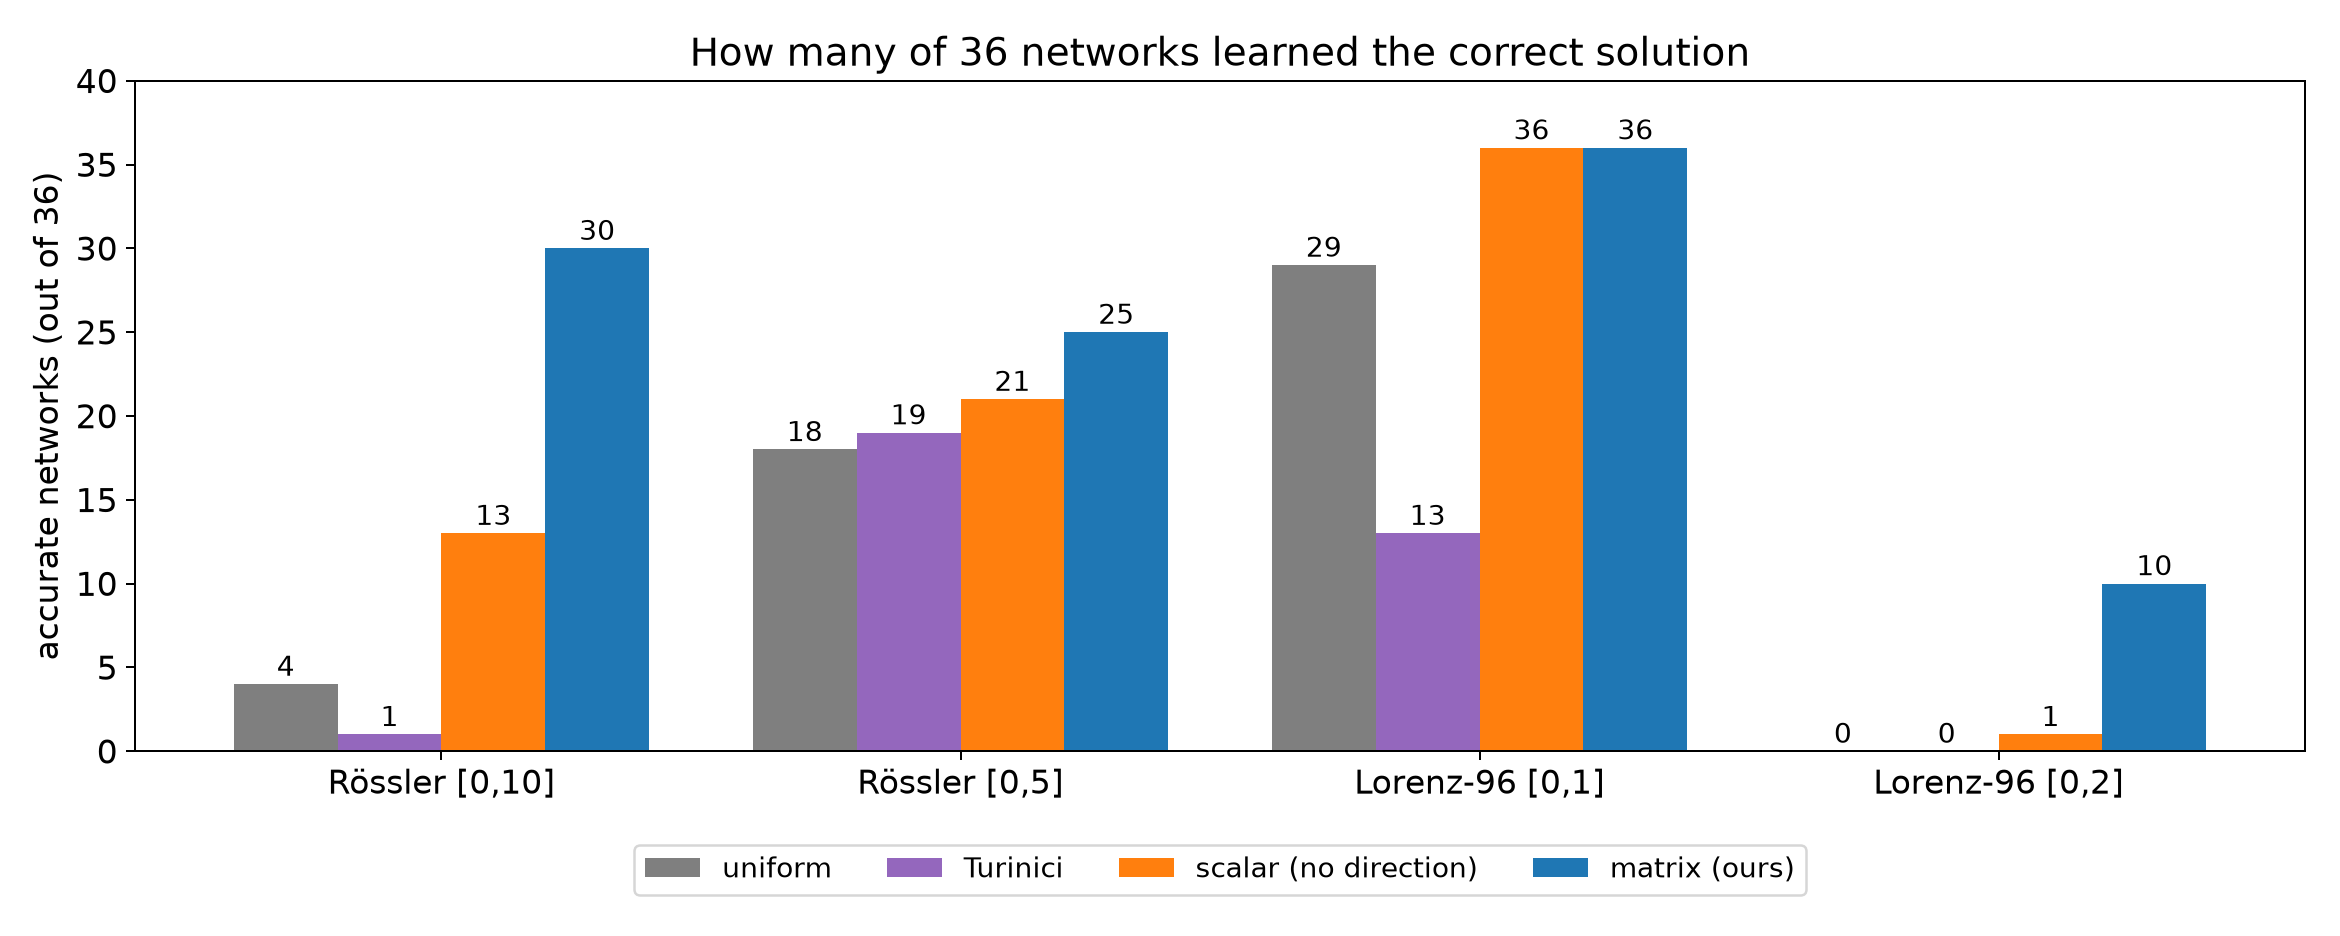 How many of 36 networks learned the correct solution
accurate networks (out of 36)
40
35
30
25
20
15
10
5
0
4
1
13
30
18
19
21
25
29
13
36
36
0
0
1
10
Rössler [0,10]
Rössler [0,5]
Lorenz-96 [0,1]
Lorenz-96 [0,2]
uniform
Turinici
scalar (no direction)
matrix (ours)